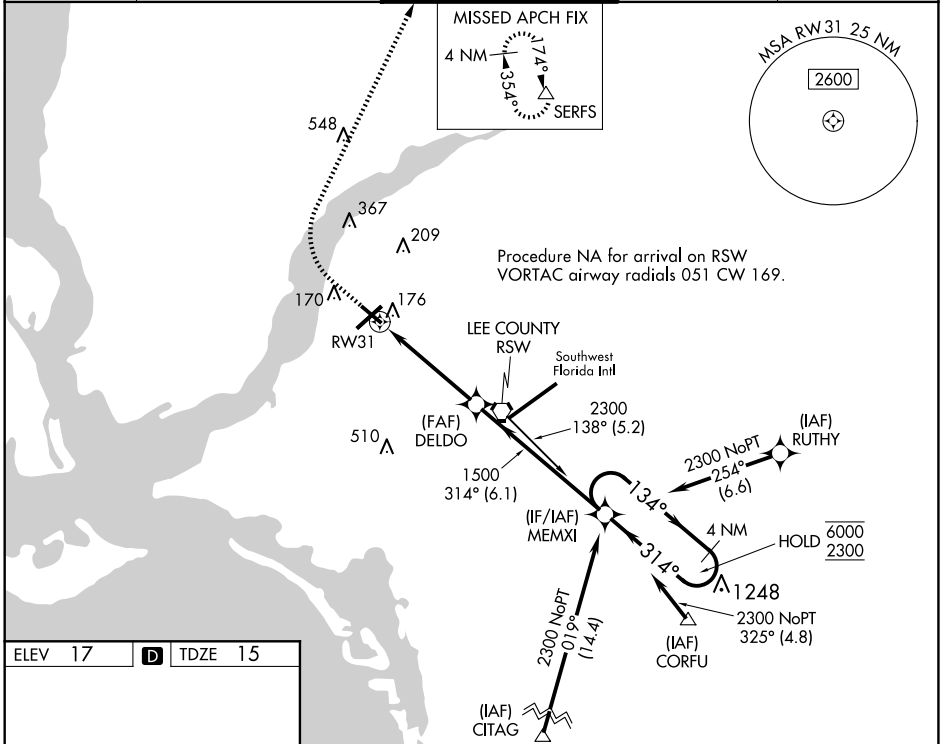 MISSED APCH FIX
4 NM
174°
354°
SERFS
MSA RW31 25 NM
2600
548
367
209
Procedure NA for arrival on RSW
VORTAC airway radials 051 CW 169.
170
176
RW31
LEE COUNTY
RSW
Southwest
Florida Intl
(FAF)
DELDO
2300
138° (5.2)
(IAF)
RUTHY
510
1500
314° (6.1)
2300 NoPT
254°
(6.6)
134°
(IF/IAF)
MEMXI
4 NM
HOLD
6000
2300
314°
1248
2300 NoPT
325° (4.8)
(IAF)
CORFU
2300 NoPT
019°
(14.4)
ELEV 17
D
TDZE 15
(IAF)
CITAG